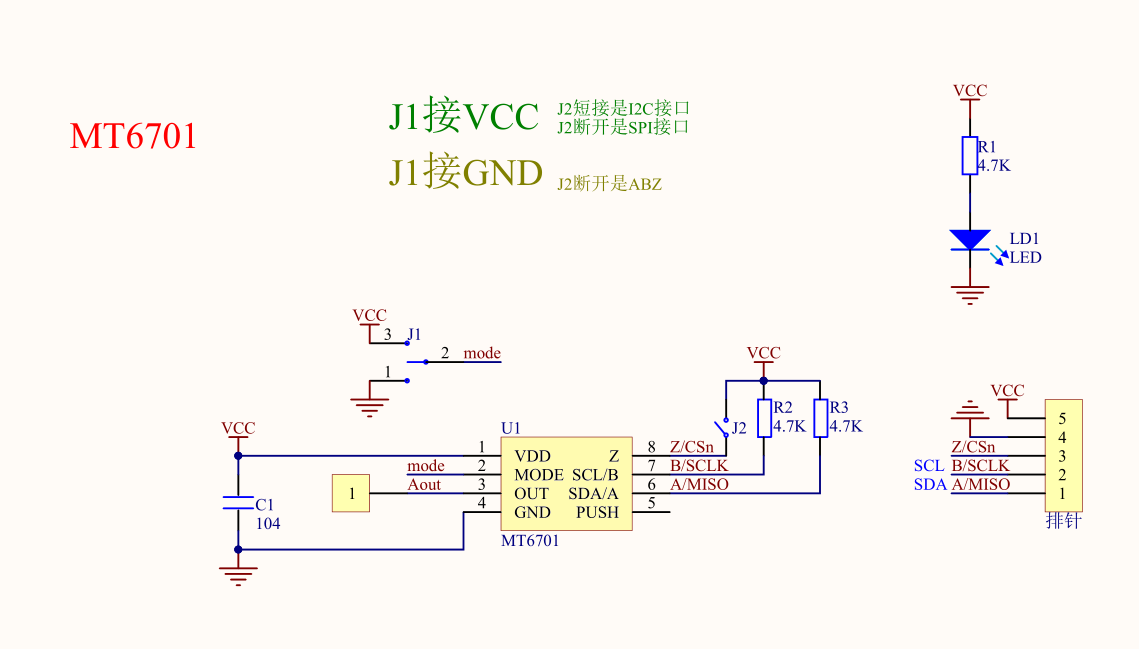 MT6701
J1接VCC
J2短接是I2C接口
J2断开是SPI接口
J1接GND
J2断开是ABZ
VCC
R1
4.7K
LD1
LED
VCC
3
J1
2
mode
1
VCC
U1
1
VDD
mode
2
MODE
Aout
3
OUT
4
GND
1
C1
104
Z
8
Z/CSn
SCL/B
7
B/SCLK
SDA/A
6
A/MISO
PUSH
5
MT6701
VCC
J2
R2
4.7K
R3
4.7K
VCC
5
4
Z/CSn
3
SCL
B/SCLK
2
SDA
A/MISO
1
排针